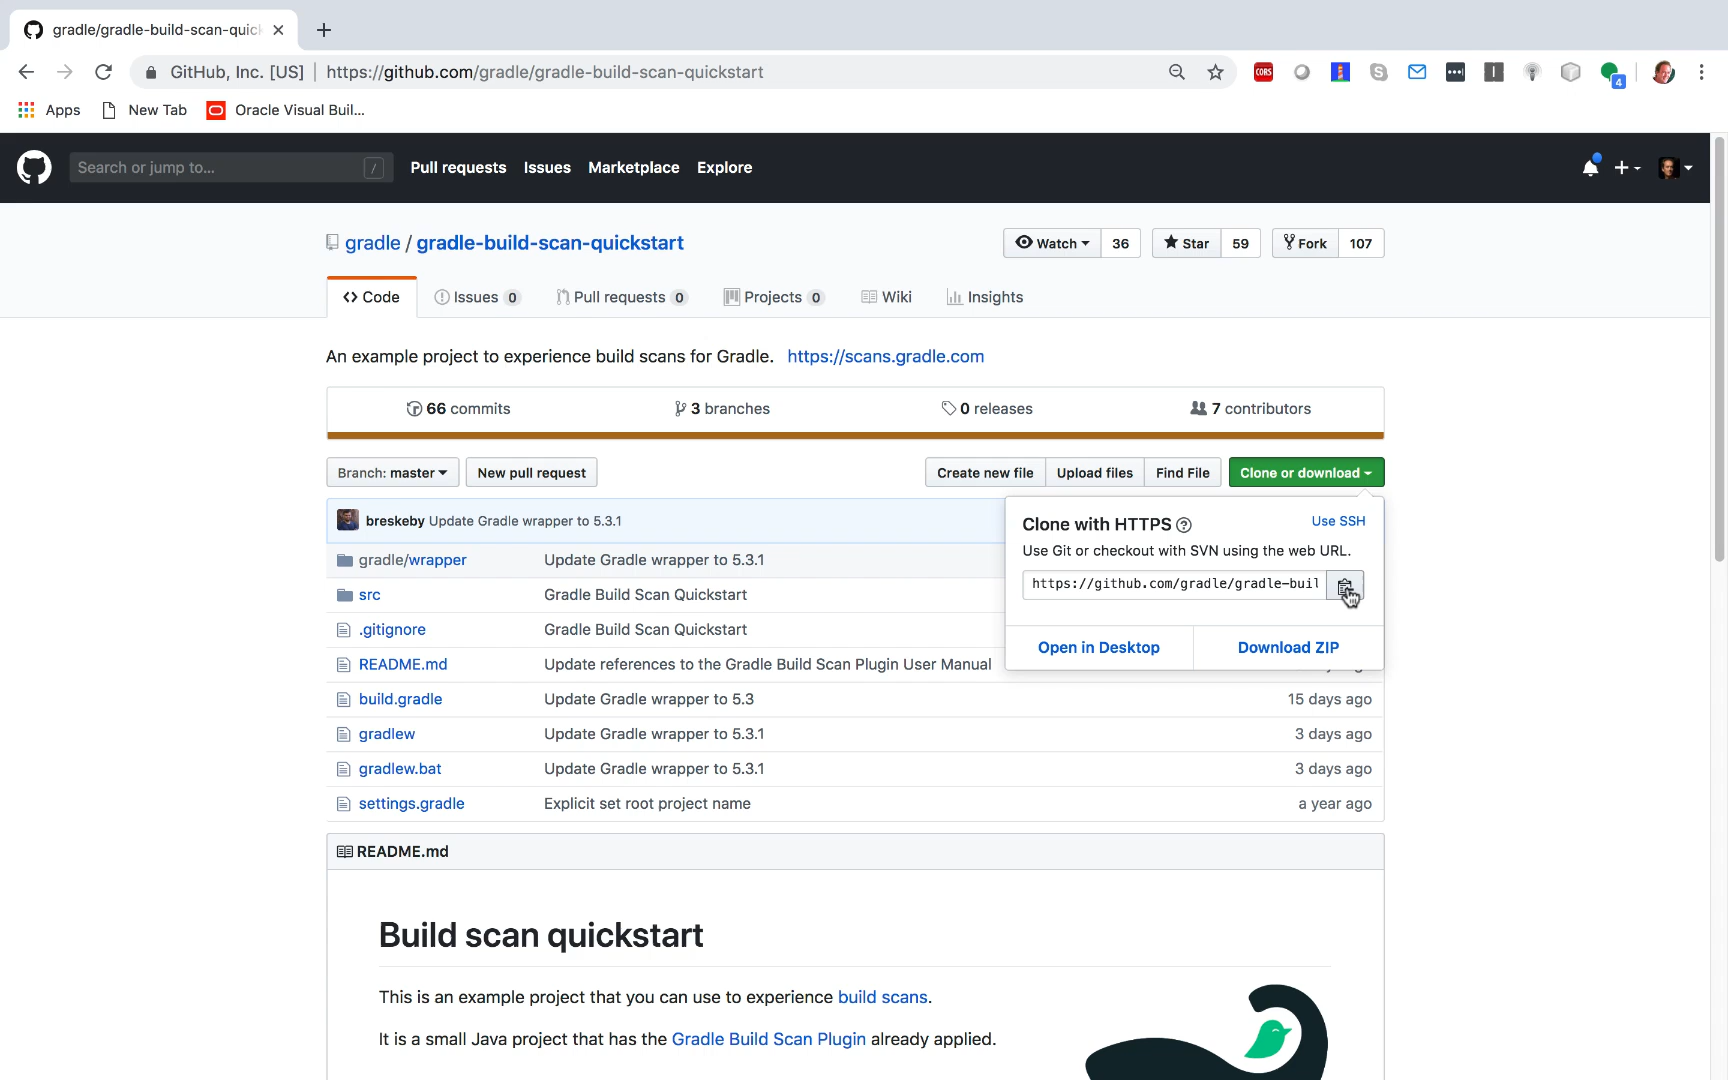 gradle/gradle-build-scan-quic
GitHub, Inc. [US] | https://github.com/gradle/gradle-build-scan-quickstart
CORS
4
Apps New Tab Oracle Visual Buil...
Search or jump to... / Pull requests Issues Marketplace Explore
gradle / gradle-build-scan-quickstart Watch 36 Star 59 Fork 107
<> Code Issues 0 Pull requests 0 Projects 0 Wiki Insights
An example project to experience build scans for Gradle. https://scans.gradle.com
66 commits 3 branches 0 releases 7 contributors
Branch: master New pull request Create new file Upload files Find File Clone or download
breskeby Update Gradle wrapper to 5.3.1
Clone with HTTPS Use SSH
Use Git or checkout with SVN using the web URL.
https://github.com/gradle/gradle-buil
Open in Desktop Download ZIP
gradle/wrapper Update Gradle wrapper to 5.3.1
src Gradle Build Scan Quickstart
.gitignore Gradle Build Scan Quickstart
README.md Update references to the Gradle Build Scan Plugin User Manual
build.gradle Update Gradle wrapper to 5.3 15 days ago
gradlew Update Gradle wrapper to 5.3.1 3 days ago
gradlew.bat Update Gradle wrapper to 5.3.1 3 days ago
settings.gradle Explicit set root project name a year ago
README.md
Build scan quickstart
This is an example project that you can use to experience build scans.
It is a small Java project that has the Gradle Build Scan Plugin already applied.